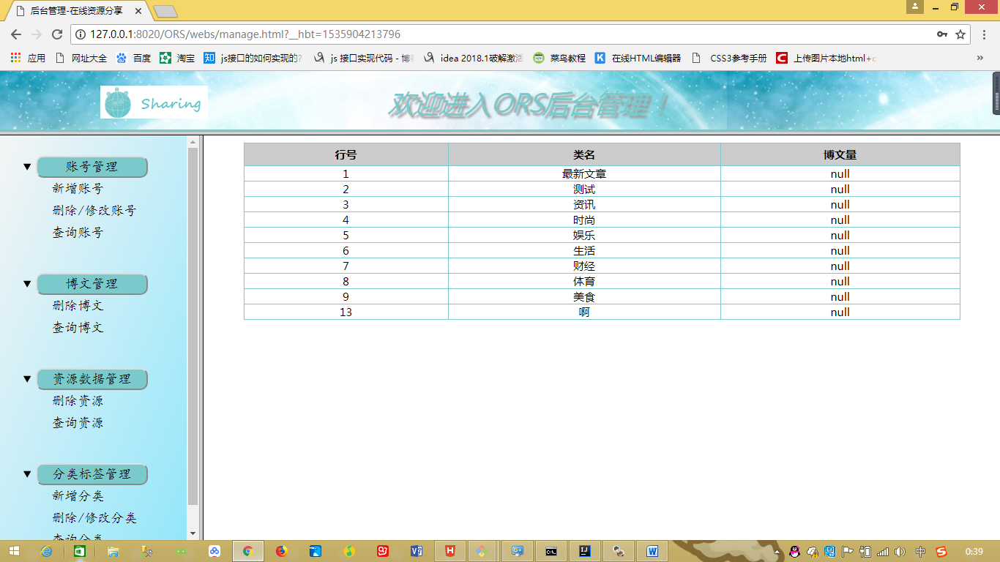 后台管理-在线资源分享
127.0.0.1:8020/ORS/webs/manage.html?__hbt=1535904213796
应用 网址大全 百度 淘宝 js接口的如何实现的? js 接口实现代码 - 博 idea 2018.1破解激活 菜鸟教程 在线HTML编辑器 CSS3参考手册 上传图片本地html+c
Sharing
欢迎进入ORS后台管理！
账号管理
新增账号
删除/修改账号
查询账号
博文管理
删除博文
查询博文
资源数据管理
删除资源
查询资源
分类标签管理
新增分类
删除/修改分类
查询分类
行号 类名 博文量
1 最新文章 null
2 测试 null
3 资讯 null
4 时尚 null
5 娱乐 null
6 生活 null
7 财经 null
8 体育 null
9 美食 null
13 啊 null
中
0:39